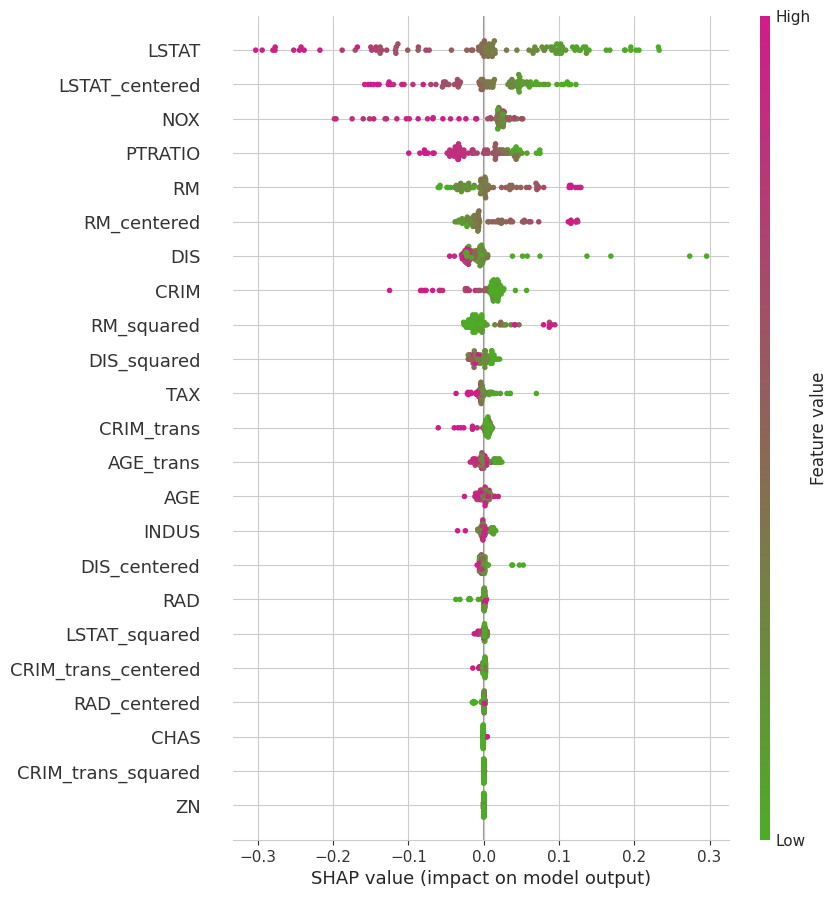 High
LSTAT
LSTAT_centered
NOX
PTRATIO
RM
RM_centered
DIS
CRIM
RM_squared
DIS_squared
TAX
CRIM_trans
AGE_trans
AGE
INDUS
DIS_centered
RAD
LSTAT_squared
CRIM_trans_centered
RAD_centered
CHAS
CRIM_trans_squared
ZN
Feature value
Low
−0.3 −0.2 −0.1 0.0 0.1 0.2 0.3
SHAP value (impact on model output)